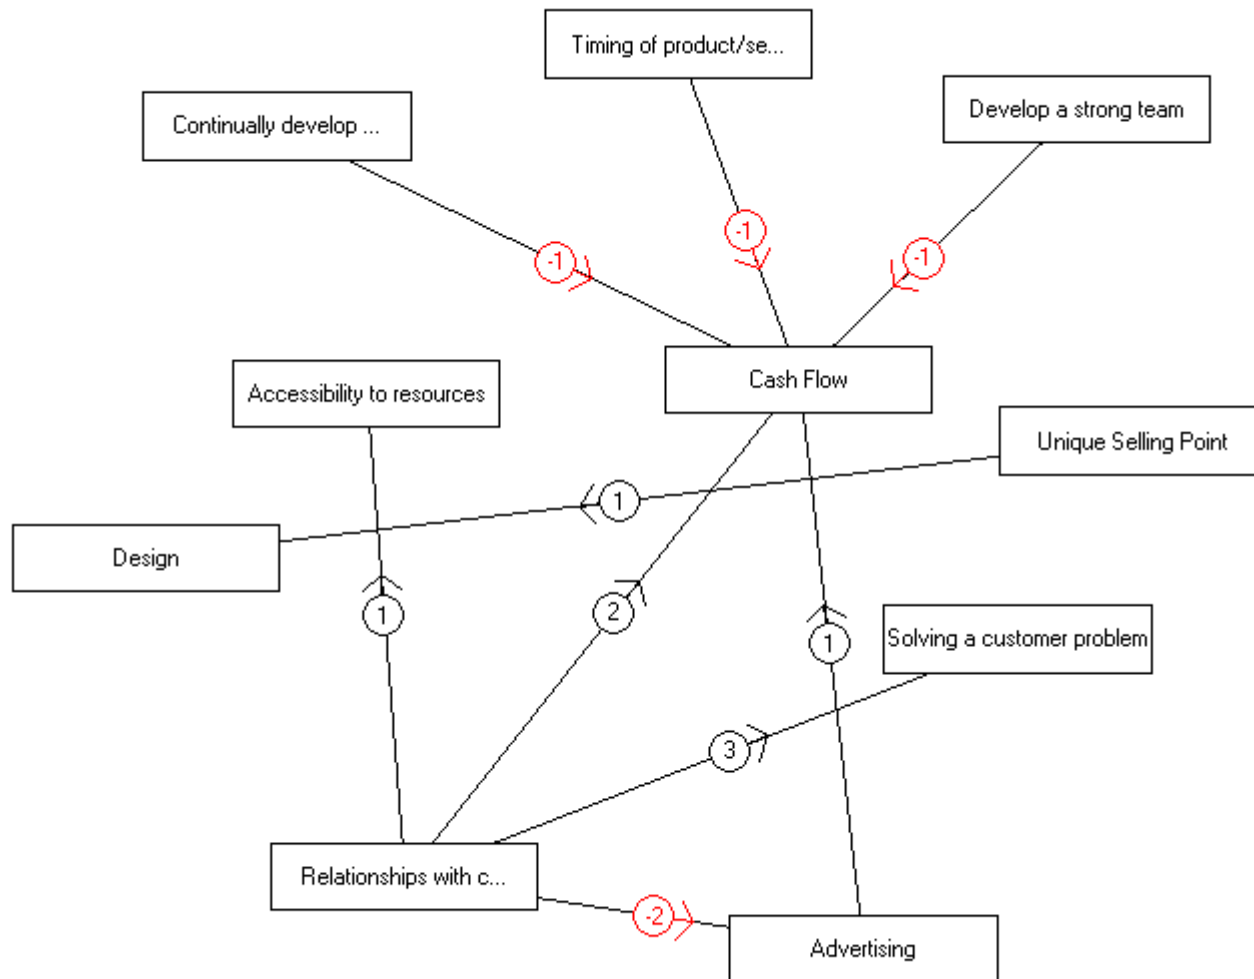 Timing of product/se...
Continually develop ...
Develop a strong team
-1
-1
-1
Cash Flow
Accessibility to resources
Unique Selling Point
1
Design
1
2
1
Solving a customer problem
3
Relationships with c...
-2
Advertising